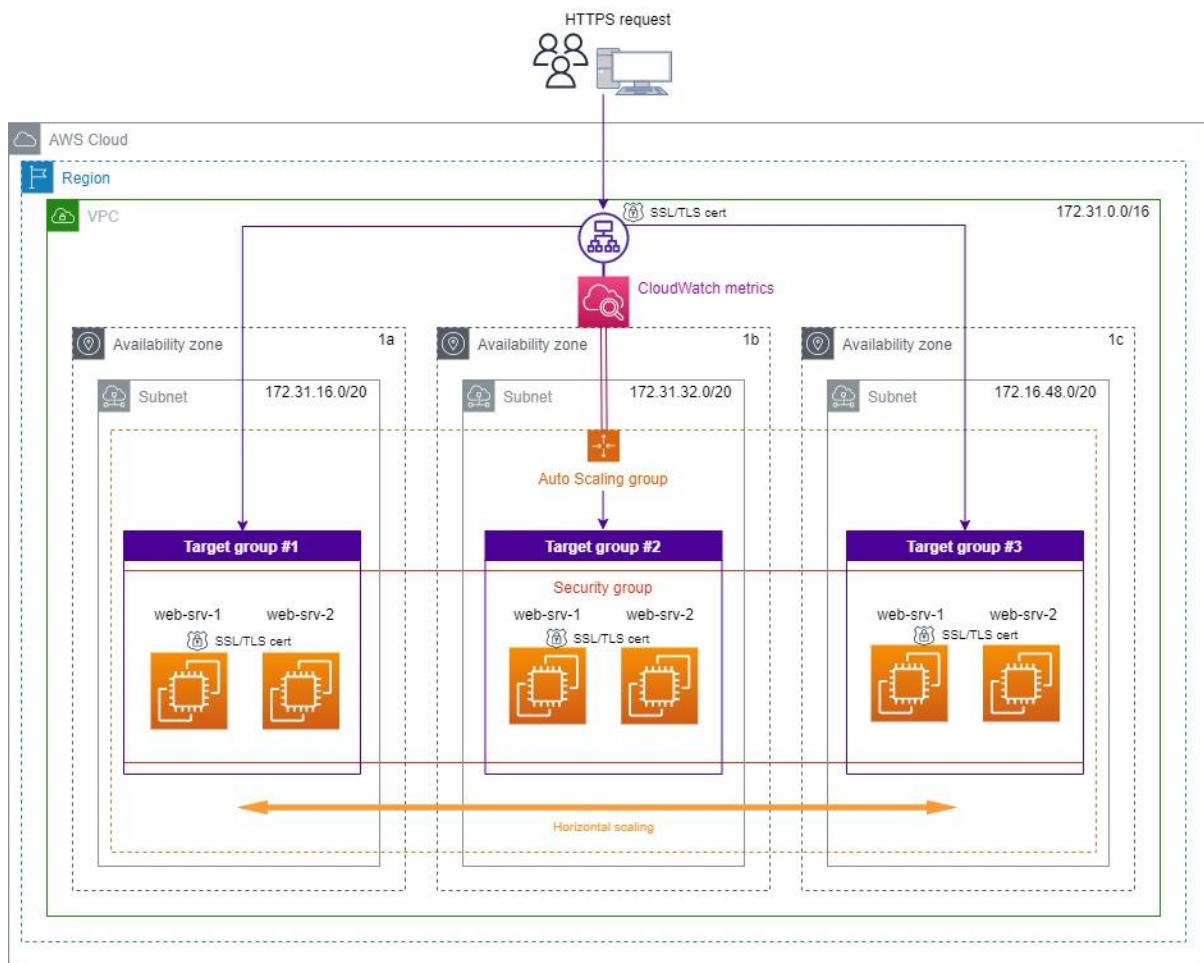 HTTPS request
AWS Cloud
Region
VPC
SSL/TLS cert
172.31.0.0/16
CloudWatch metrics
Availability zone
1a
Availability zone
1b
Availability zone
1c
Subnet
172.31.16.0/20
Subnet
172.31.32.0/20
Subnet
172.16.48.0/20
Auto Scaling group
Target group #1
Target group #2
Target group #3
Security group
web-srv-1
web-srv-2
SSL/TLS cert
web-srv-1
web-srv-2
SSL/TLS cert
web-srv-1
web-srv-2
SSL/TLS cert
Horizontal scaling